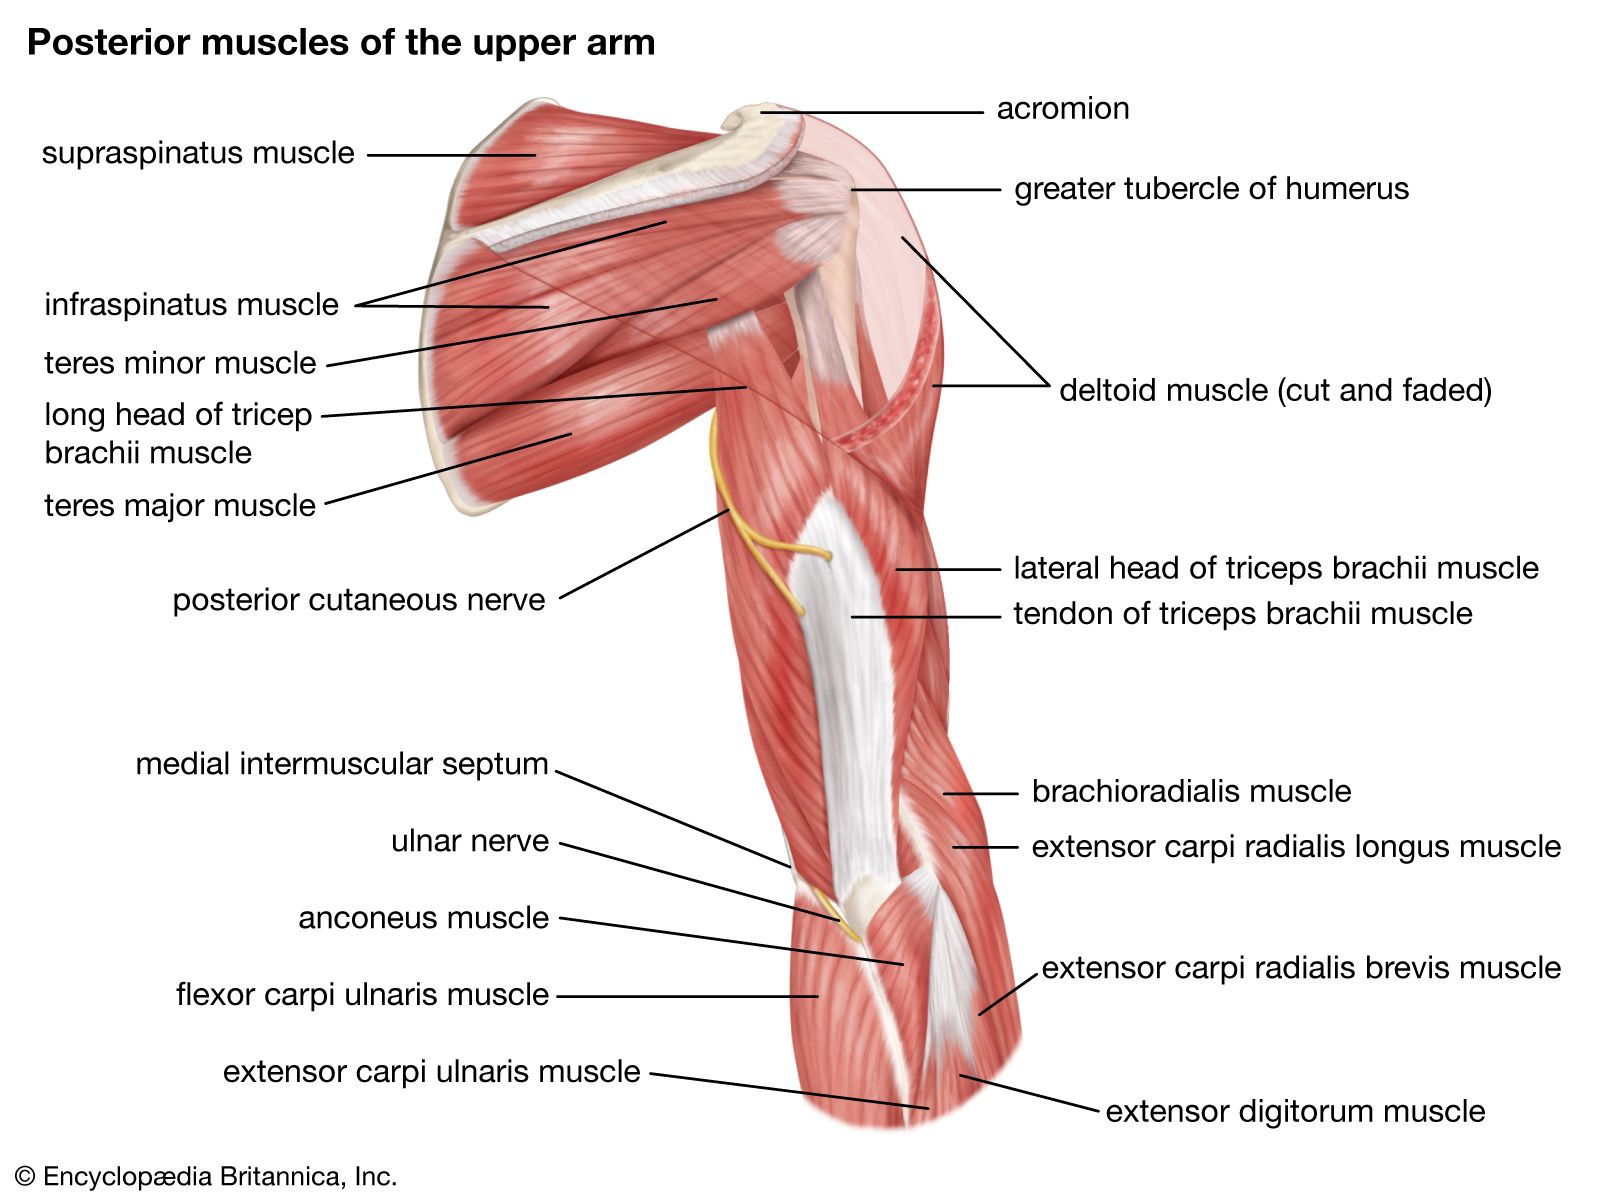 Posterior muscles of the upper arm
acromion
supraspinatus muscle
greater tubercle of humerus
infraspinatus muscle
teres minor muscle
deltoid muscle (cut and faded)
long head of tricep
brachii muscle
teres major muscle
lateral head of triceps brachii muscle
posterior cutaneous nerve
tendon of triceps brachii muscle
medial intermuscular septum
brachioradialis muscle
ulnar nerve
extensor carpi radialis longus muscle
anconeus muscle
extensor carpi radialis brevis muscle
flexor carpi ulnaris muscle
extensor carpi ulnaris muscle
extensor digitorum muscle
© Encyclopædia Britannica, Inc.